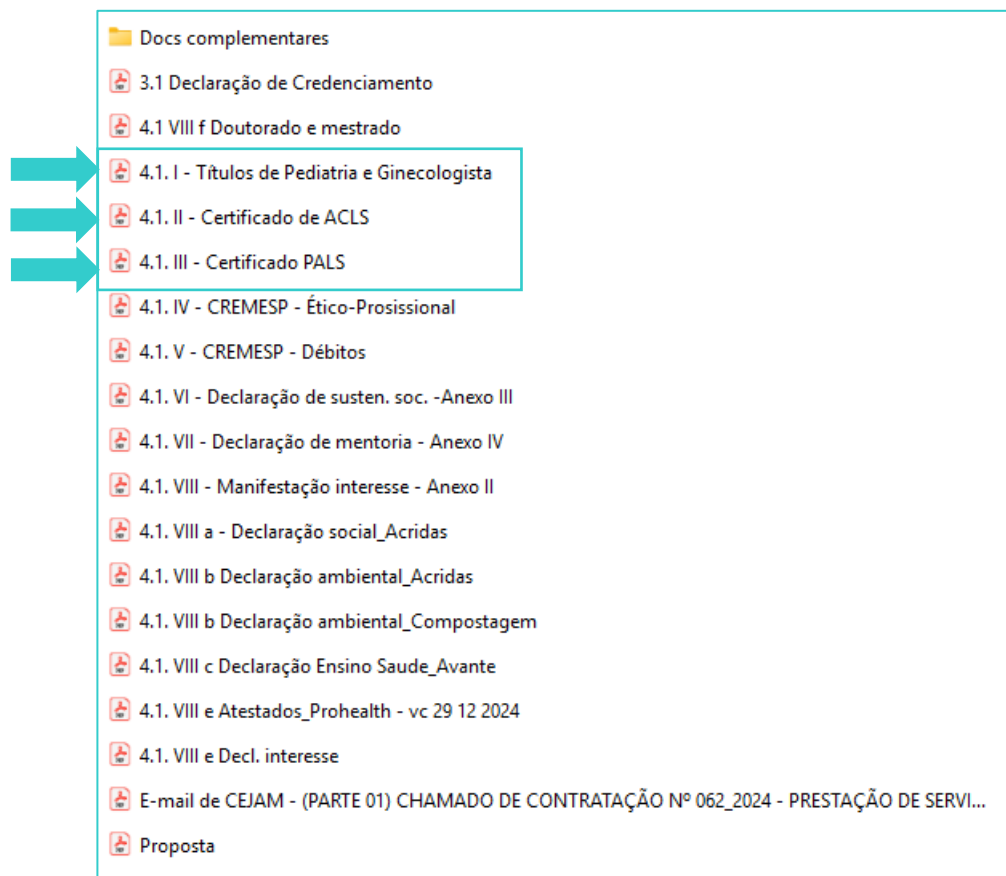 Docs complementares
3.1 Declaração de Credenciamento
4.1 VIII f Doutorado e mestrado
4.1. I - Títulos de Pediatria e Ginecologista
4.1. II - Certificado de ACLS
4.1. III - Certificado PALS
4.1. IV - CREMESP - Ético-Prosissional
4.1. V - CREMESP - Débitos
4.1. VI - Declaração de susten. soc. -Anexo III
4.1. VII - Declaração de mentoria - Anexo IV
4.1. VIII - Manifestação interesse - Anexo II
4.1. VIII a - Declaração social_Acridas
4.1. VIII b Declaração ambiental_Acridas
4.1. VIII b Declaração ambiental_Compostagem
4.1. VIII c Declaração Ensino Saude_Avante
4.1. VIII e Atestados_Prohealth - vc 29 12 2024
4.1. VIII e Decl. interesse
E-mail de CEJAM - (PARTE 01) CHAMADO DE CONTRATAÇÃO Nº 062_2024 - PRESTAÇÃO DE SERVI...
Proposta